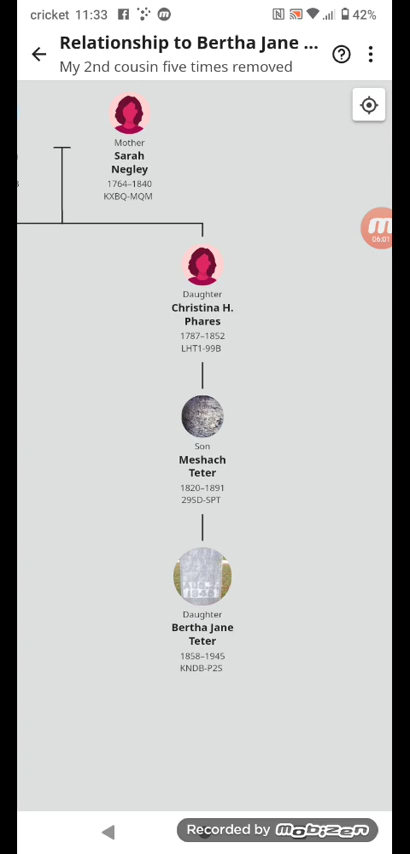 cricket 11:33 42%
Relationship to Bertha Jane ...
My 2nd cousin five times removed
Mother
Sarah
Negley
1764–1840
KXBQ-MQM
06:01
Daughter
Christina H.
Phares
1787–1852
LHT1-99B
Son
Meshach
Teter
1820–1891
29SD-SPT
Daughter
Bertha Jane
Teter
1858–1945
KNDB-P2S
Recorded by mobizen